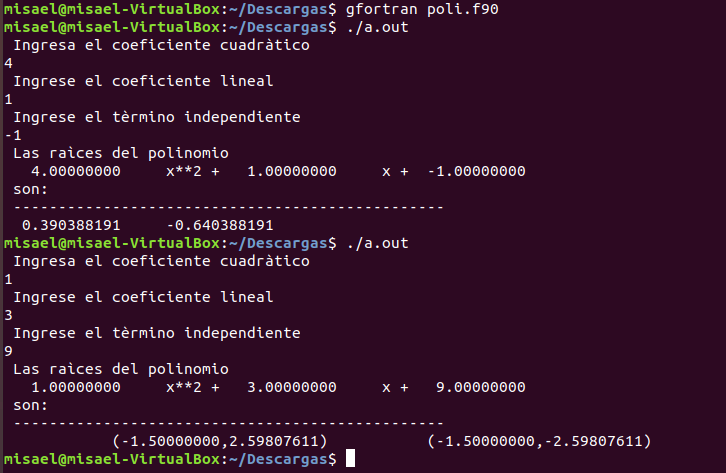 misael@misael-VirtualBox:~/Descargas$ gfortran poli.f90
misael@misael-VirtualBox:~/Descargas$ ./a.out
Ingresa el coeficiente cuadràtico
4
Ingrese el coeficiente lineal
1
Ingrese el tèrmino independiente
-1
Las raìces del polinomio
4.00000000 x**2 + 1.00000000 x + -1.00000000
son:
------------------------------------------------
0.390388191 -0.640388191
misael@misael-VirtualBox:~/Descargas$ ./a.out
Ingresa el coeficiente cuadràtico
1
Ingrese el coeficiente lineal
3
Ingrese el tèrmino independiente
9
Las raìces del polinomio
1.00000000 x**2 + 3.00000000 x + 9.00000000
son:
------------------------------------------------
(-1.50000000,2.59807611) (-1.50000000,-2.59807611)
misael@misael-VirtualBox:~/Descargas$